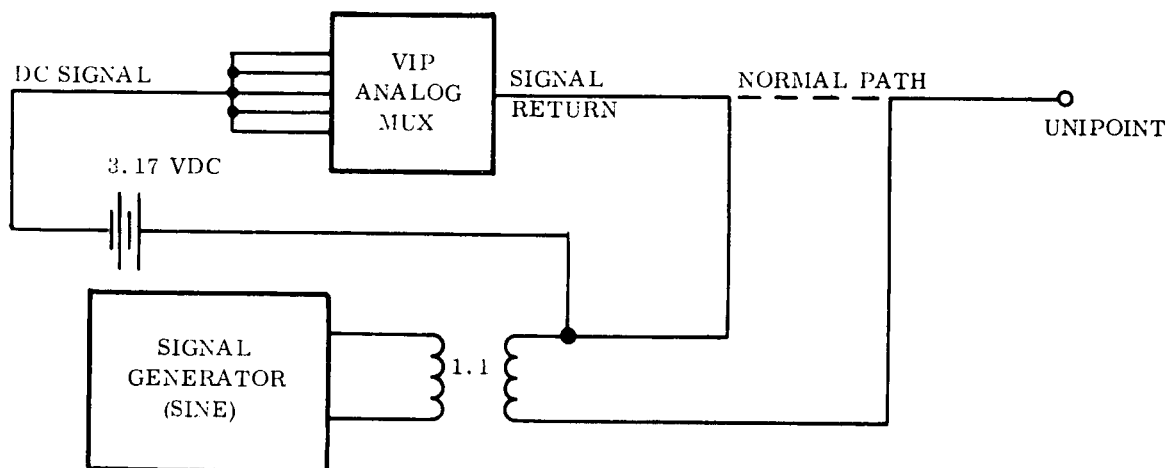 DC SIGNAL
VIP
ANALOG
MUX
SIGNAL
RETURN
NORMAL PATH
UNIPOINT
3.17 VDC
SIGNAL
GENERATOR
(SINE)
1.1